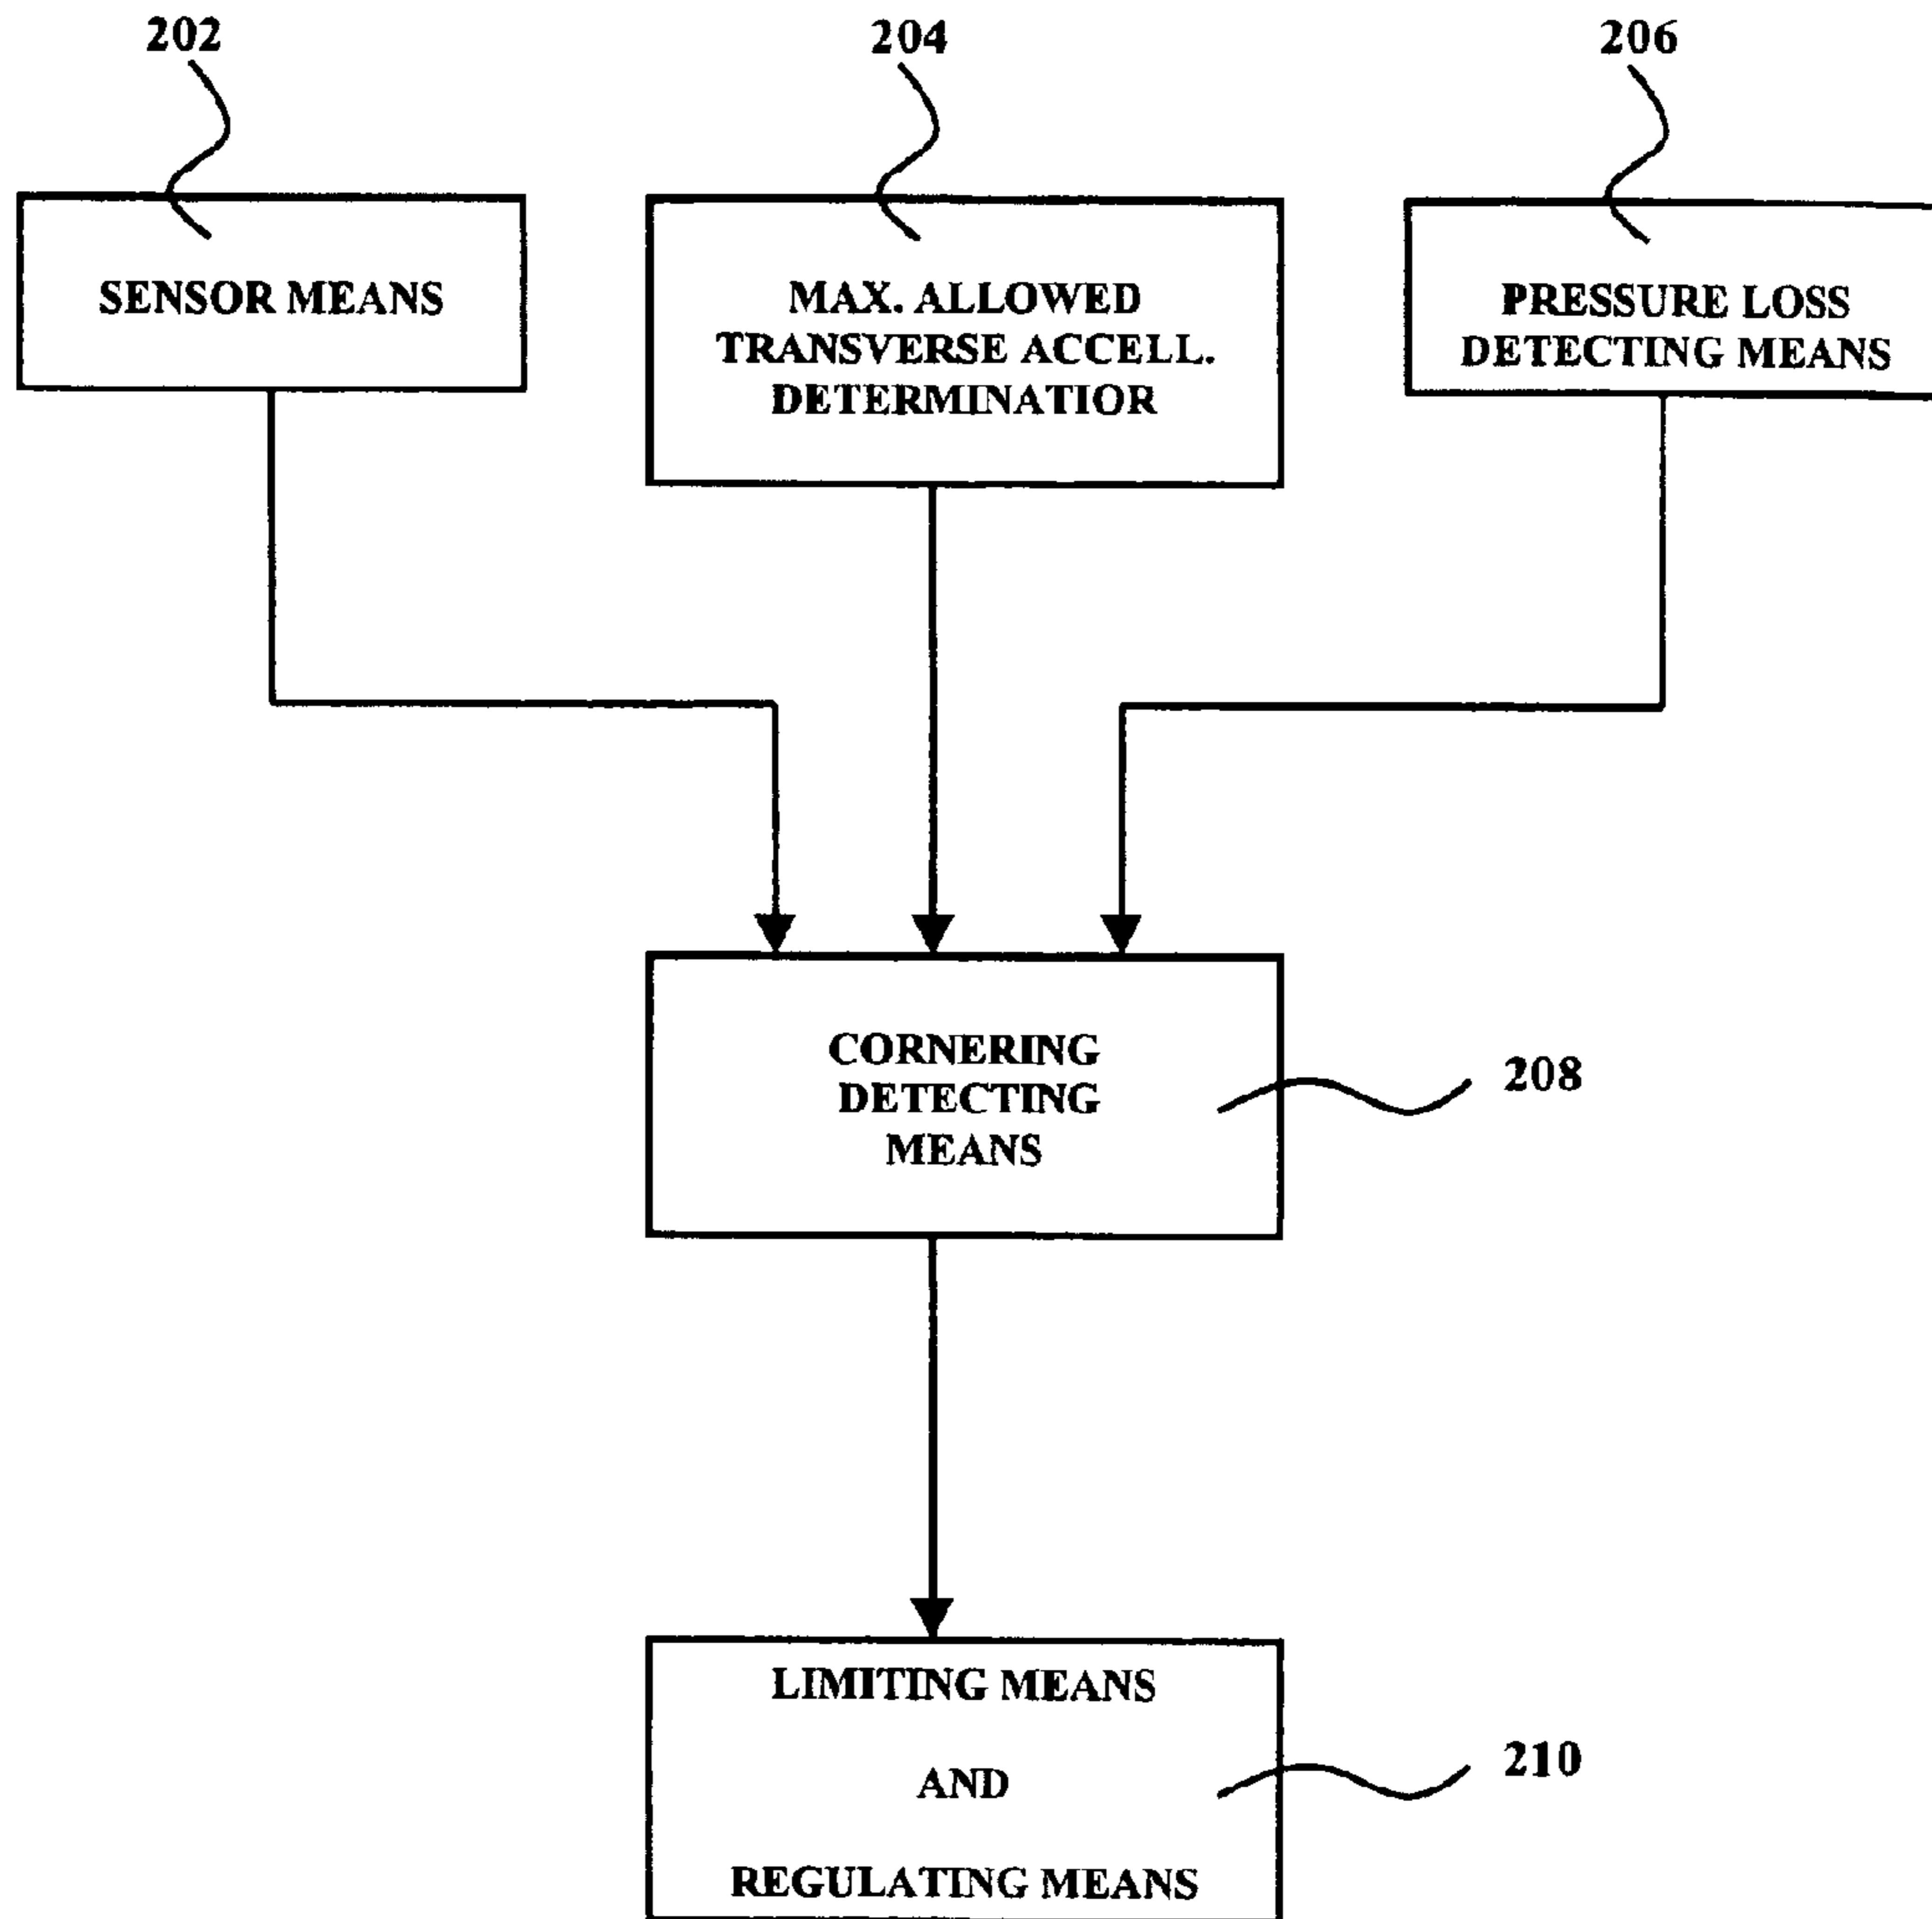 202
204
206
SENSOR MEANS
MAX. ALLOWED
TRANSVERSE ACCELL.
DETERMINATIOR
PRESSURE LOSS
DETECTING MEANS
CORNERING
DETECTING
MEANS
208
LIMITING MEANS
AND
REGULATING MEANS
210